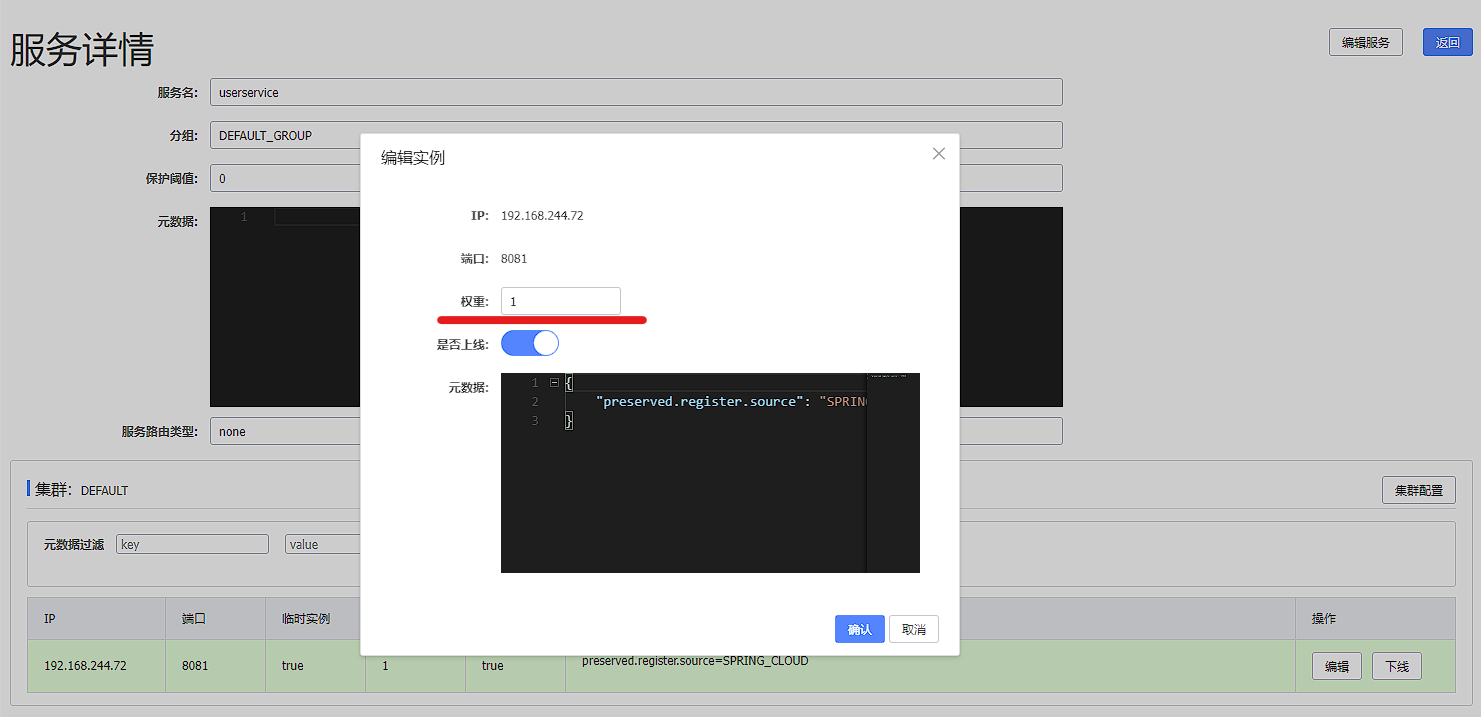 服务详情
编辑服务
返回
服务名: userservice
分组: DEFAULT_GROUP
保护阈值: 0
元数据:
1
服务路由类型: none
集群: DEFAULT
集群配置
元数据过滤 key value
IP 端口 临时实例 操作
192.168.244.72 8081 true 1 true preserved.register.source=SPRING_CLOUD 编辑 下线
编辑实例
IP: 192.168.244.72
端口: 8081
权重: 1
是否上线:
元数据:
1 {
2 "preserved.register.source": "SPRING
3 }
确认 取消